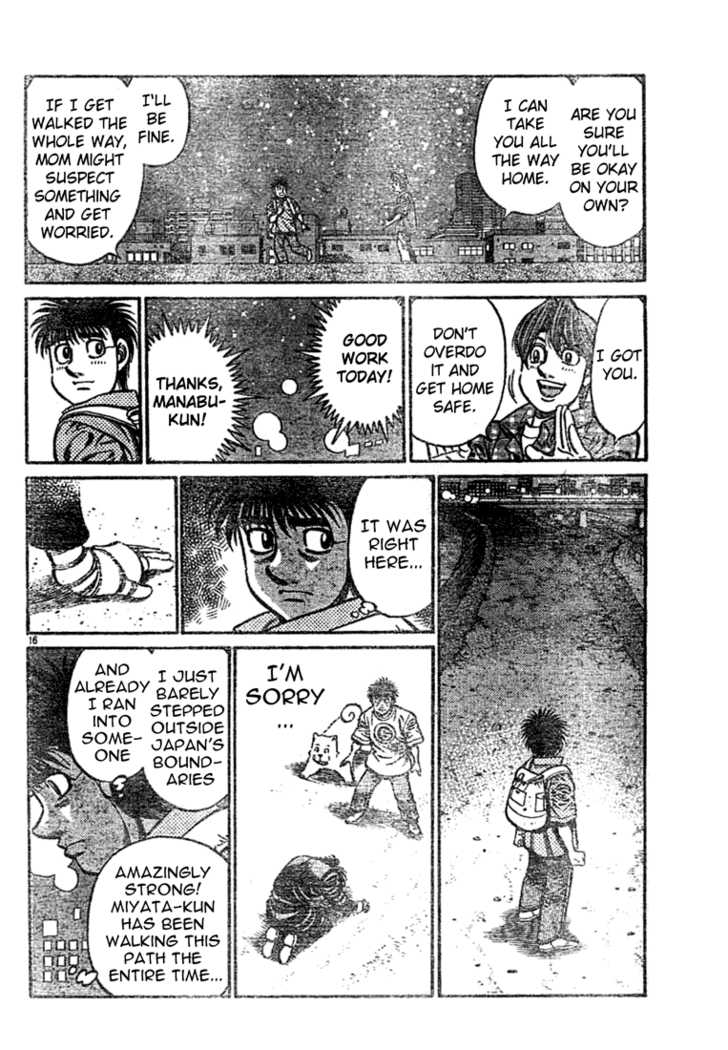 ARE YOU
SURE
YOU'LL
BE OKAY
ON YOUR
OWN?
I CAN
TAKE
YOU ALL
THE WAY
HOME.
I'LL
BE
FINE.
IF I GET
WALKED THE
WHOLE WAY,
MOM MIGHT
SUSPECT
SOMETHING
AND GET
WORRIED.
I GOT
YOU.
DON'T
OVERDO
IT AND
GET HOME
SAFE.
GOOD
WORK
TODAY!
THANKS,
MANABU-
KUN!
IT WAS
RIGHT
HERE...
16
I'M
SORRY
...
I JUST
BARELY
STEPPED
OUTSIDE
JAPAN'S
BOUND-
ARIES
AND
ALREADY
I RAN
INTO
SOME-
ONE
AMAZINGLY
STRONG!
MIYATA-KUN
HAS BEEN
WALKING THIS
PATH THE
ENTIRE TIME...